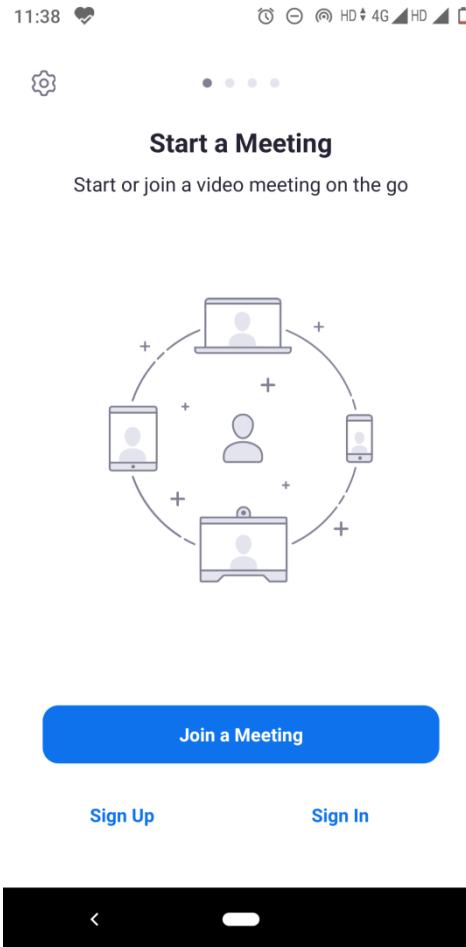 11:38 HD 4G HD
Start a Meeting
Start or join a video meeting on the go
Join a Meeting
Sign Up Sign In